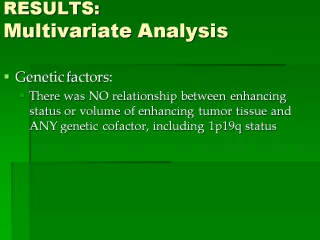 RESULTS:
Multivariate Analysis
Genetic factors:
There was NO relationship between enhancing
status or volume of enhancing tumor tissue and
ANY genetic cofactor, including 1p19q status